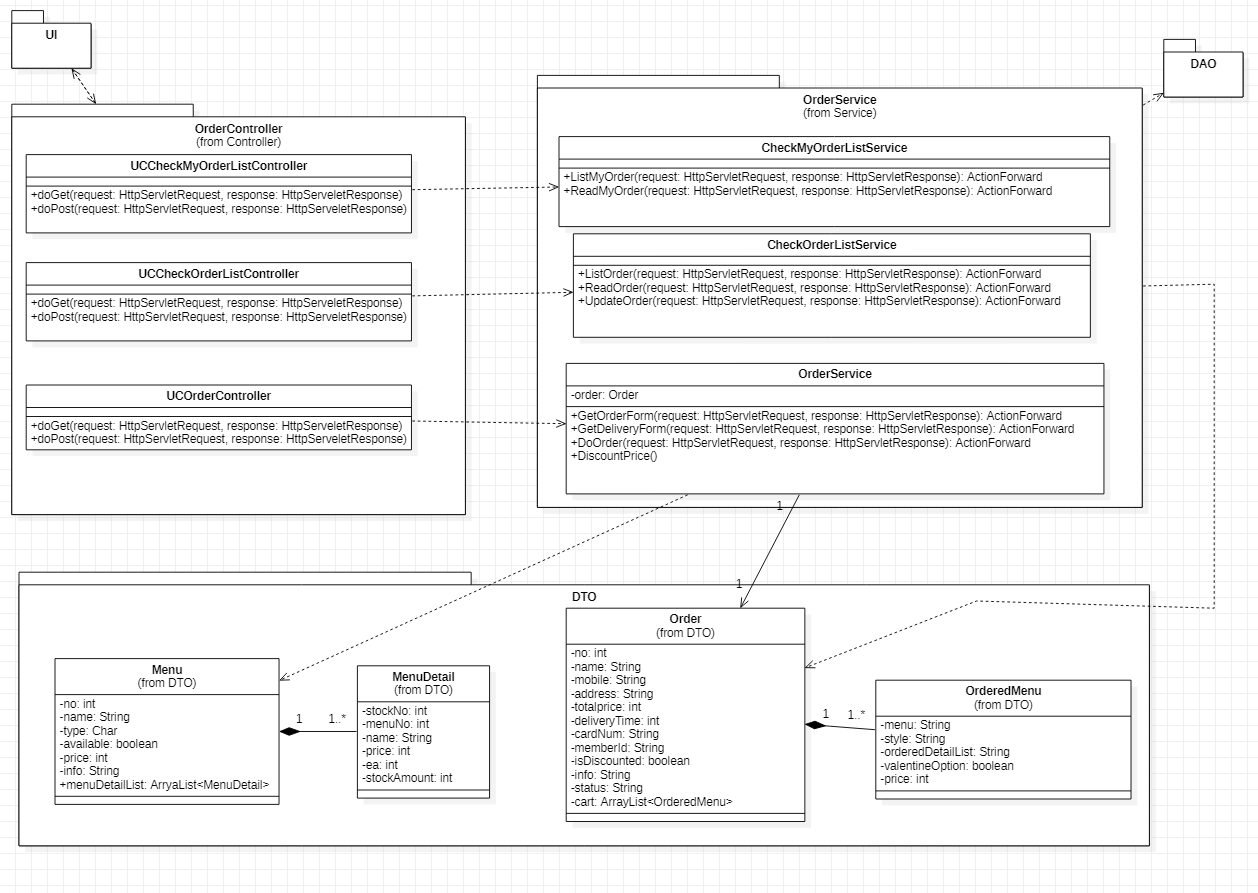 UI
DAO
OrderController
(from Controller)
UCCheckMyOrderListController
+doGet(request: HttpServletRequest, response: HttpServeletResponse)
+doPost(request: HttpServletRequest, response: HttpServeletResponse)
UCCheckOrderListController
+doGet(request: HttpServletRequest, response: HttpServeletResponse)
+doPost(request: HttpServletRequest, response: HttpServeletResponse)
UCOrderController
+doGet(request: HttpServletRequest, response: HttpServeletResponse)
+doPost(request: HttpServletRequest, response: HttpServeletResponse)
OrderService
(from Service)
CheckMyOrderListService
+ListMyOrder(request: HttpServletRequest, response: HttpServletResponse): ActionForward
+ReadMyOrder(request: HttpServletRequest, response: HttpServletResponse): ActionForward
CheckOrderListService
+ListOrder(request: HttpServletRequest, response: HttpServletResponse): ActionForward
+ReadOrder(request: HttpServletRequest, response: HttpServletResponse): ActionForward
+UpdateOrder(request: HttpServletRequest, response: HttpServletResponse): ActionForward
OrderService
-order: Order
+GetOrderForm(request: HttpServletRequest, response: HttpServletResponse): ActionForward
+GetDeliveryForm(request: HttpServletRequest, response: HttpServletResponse): ActionForward
+DoOrder(request: HttpServletRequest, response: HttpServletResponse): ActionForward
+DiscountPrice()
1
1
DTO
Menu
(from DTO)
-no: int
-name: String
-type: Char
-available: boolean
-price: int
-info: String
+menuDetailList: ArryaList<MenuDetail>
1
1..*
MenuDetail
(from DTO)
-stockNo: int
-menuNo: int
-name: String
-price: int
-ea: int
-stockAmount: int
Order
(from DTO)
-no: int
-name: String
-mobile: String
-address: String
-totalprice: int
-deliveryTime: int
-cardNum: String
-memberId: String
-isDiscounted: boolean
-info: String
-status: String
-cart: ArrayList<OrderedMenu>
1
1..*
OrderedMenu
(from DTO)
-menu: String
-style: String
-orderedDetailList: String
-valentineOption: boolean
-price: int